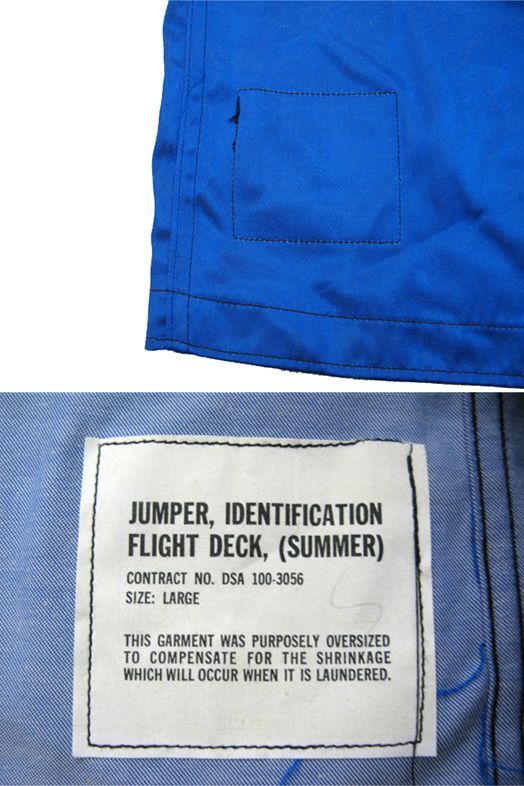 JUMPER, IDENTIFICATION
FLIGHT DECK, (SUMMER)
CONTRACT NO. DSA 100-3056
SIZE: LARGE
THIS GARMENT WAS PURPOSELY OVERSIZED
TO COMPENSATE FOR THE SHRINKAGE
WHICH WILL OCCUR WHEN IT IS LAUNDERED.